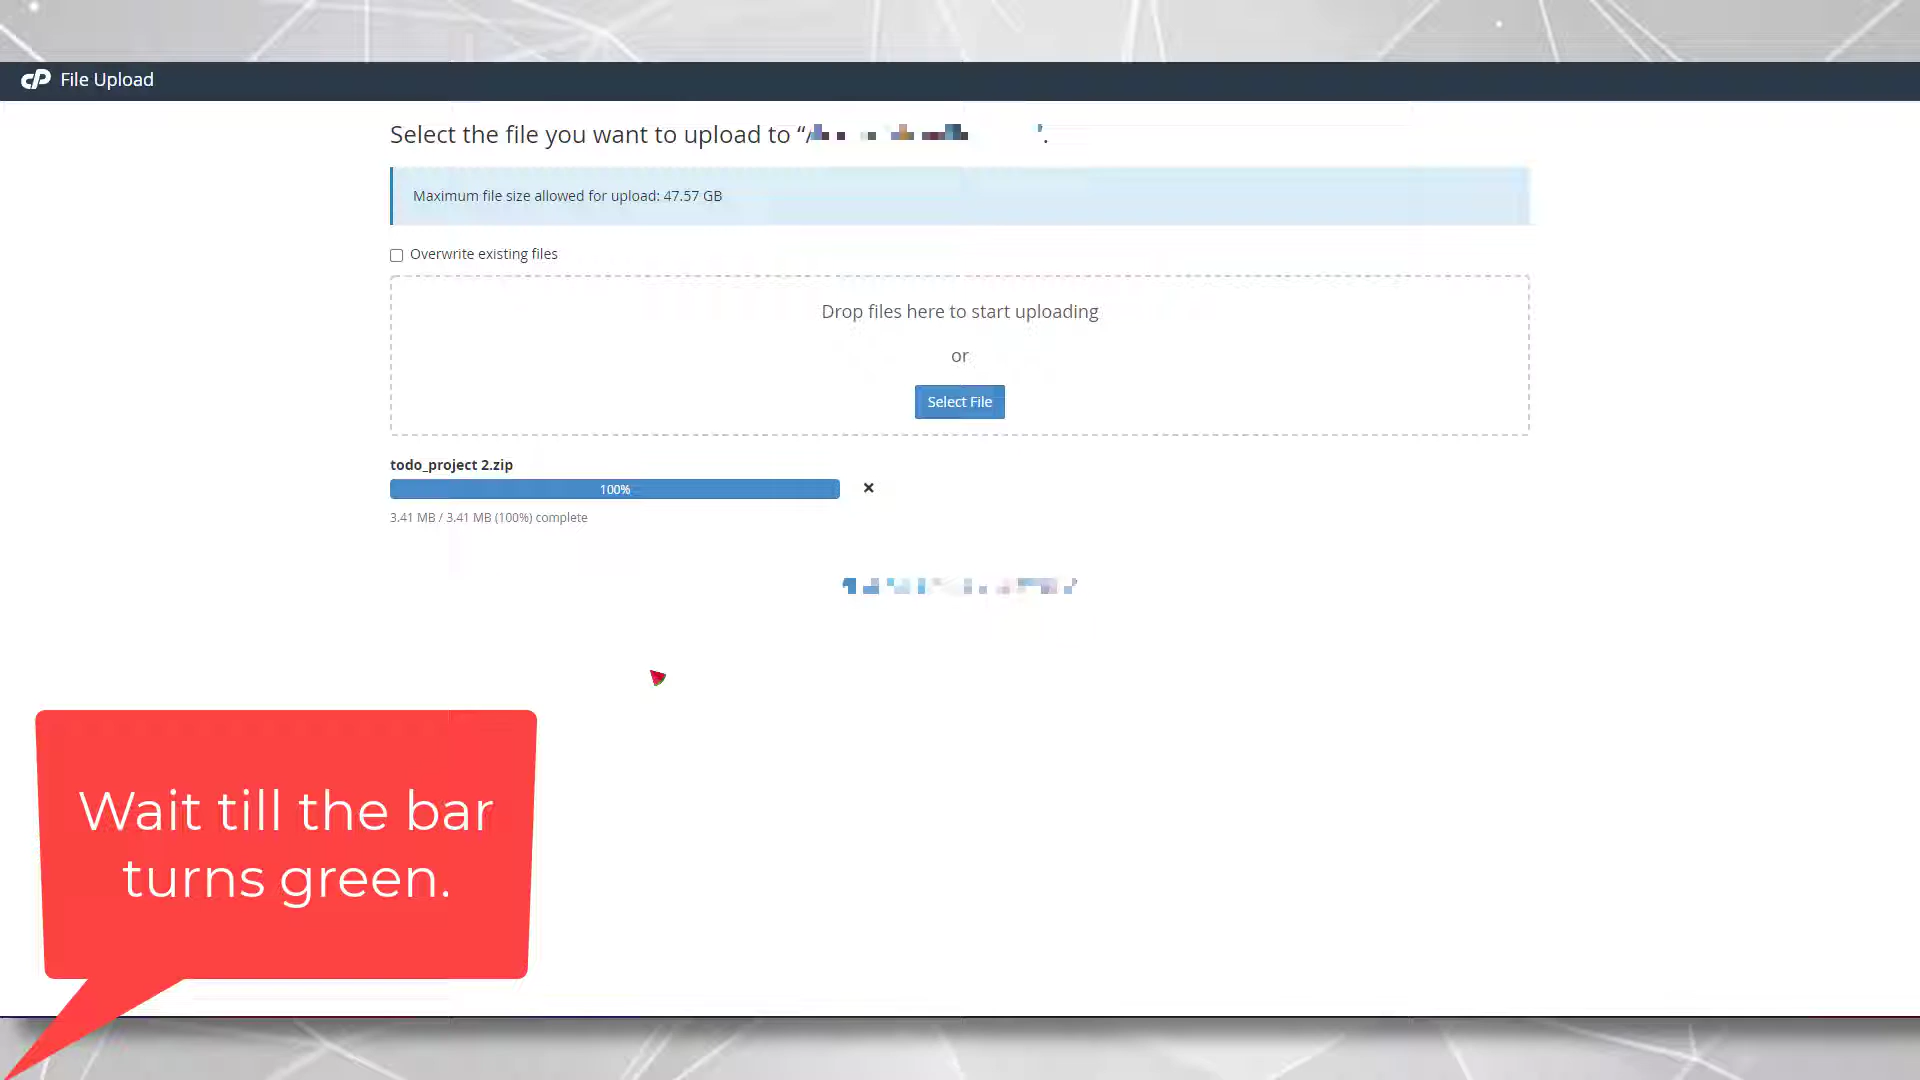 cP File Upload
Select the file you want to upload to “/ ”.
Maximum file size allowed for upload: 47.57 GB
Overwrite existing files
Drop files here to start uploading
or
Select File
todo_project 2.zip
100%
3.41 MB / 3.41 MB (100%) complete
Wait till the bar
turns green.